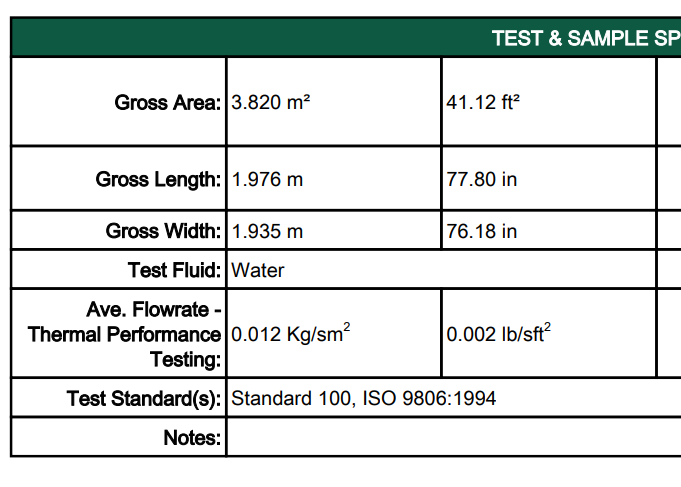 TEST & SAMPLE SP
Gross Area: 3.820 m² 41.12 ft²
Gross Length: 1.976 m 77.80 in
Gross Width: 1.935 m 76.18 in
Test Fluid: Water
Ave. Flowrate -
Thermal Performance
Testing: 0.012 Kg/sm² 0.002 lb/sft²
Test Standard(s): Standard 100, ISO 9806:1994
Notes: